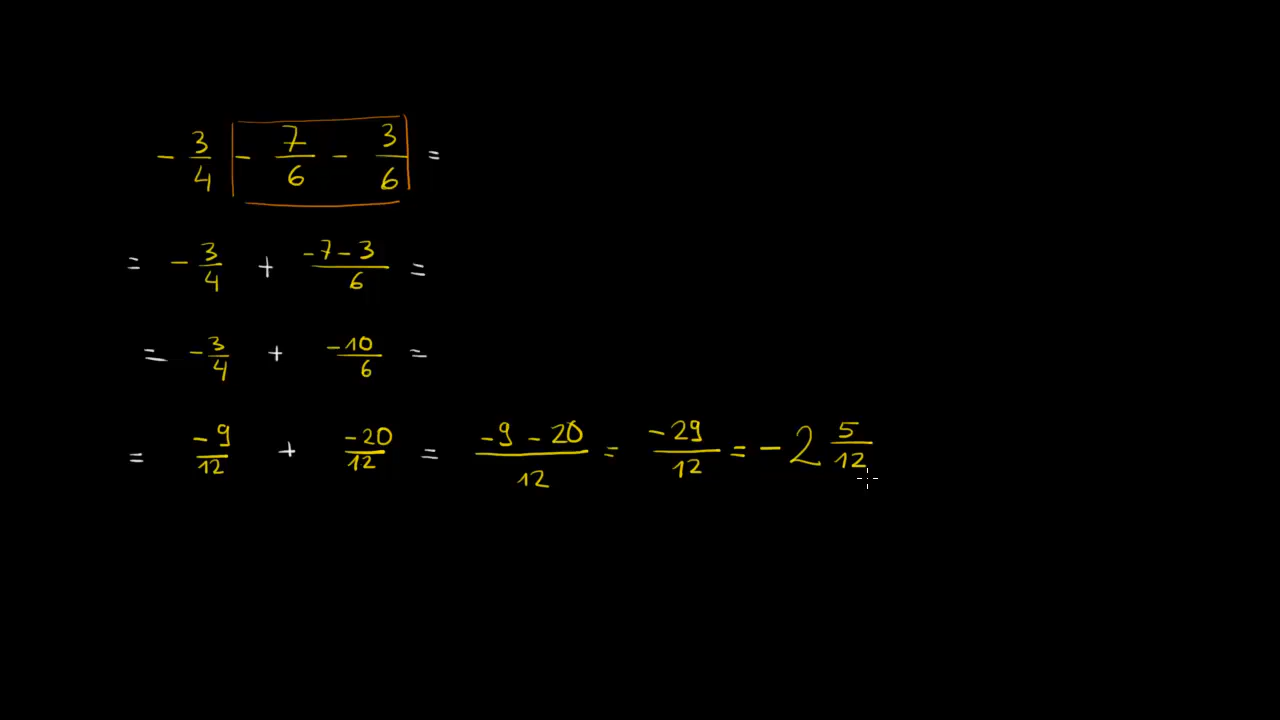 - 3/4 - 7/6 - 3/6 =
= - 3/4 + (-7-3)/6 =
= - 3/4 + -10/6 =
= -9/12 + -20/12 = (-9-20)/12 = -29/12 = -2 5/12